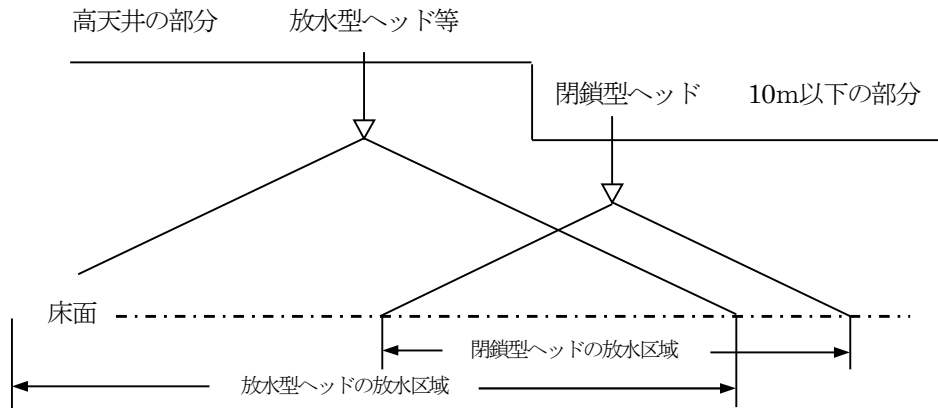 高天井の部分
放水型ヘッド等
閉鎖型ヘッド
10m以下の部分
床面
閉鎖型ヘッドの放水区域
放水型ヘッドの放水区域